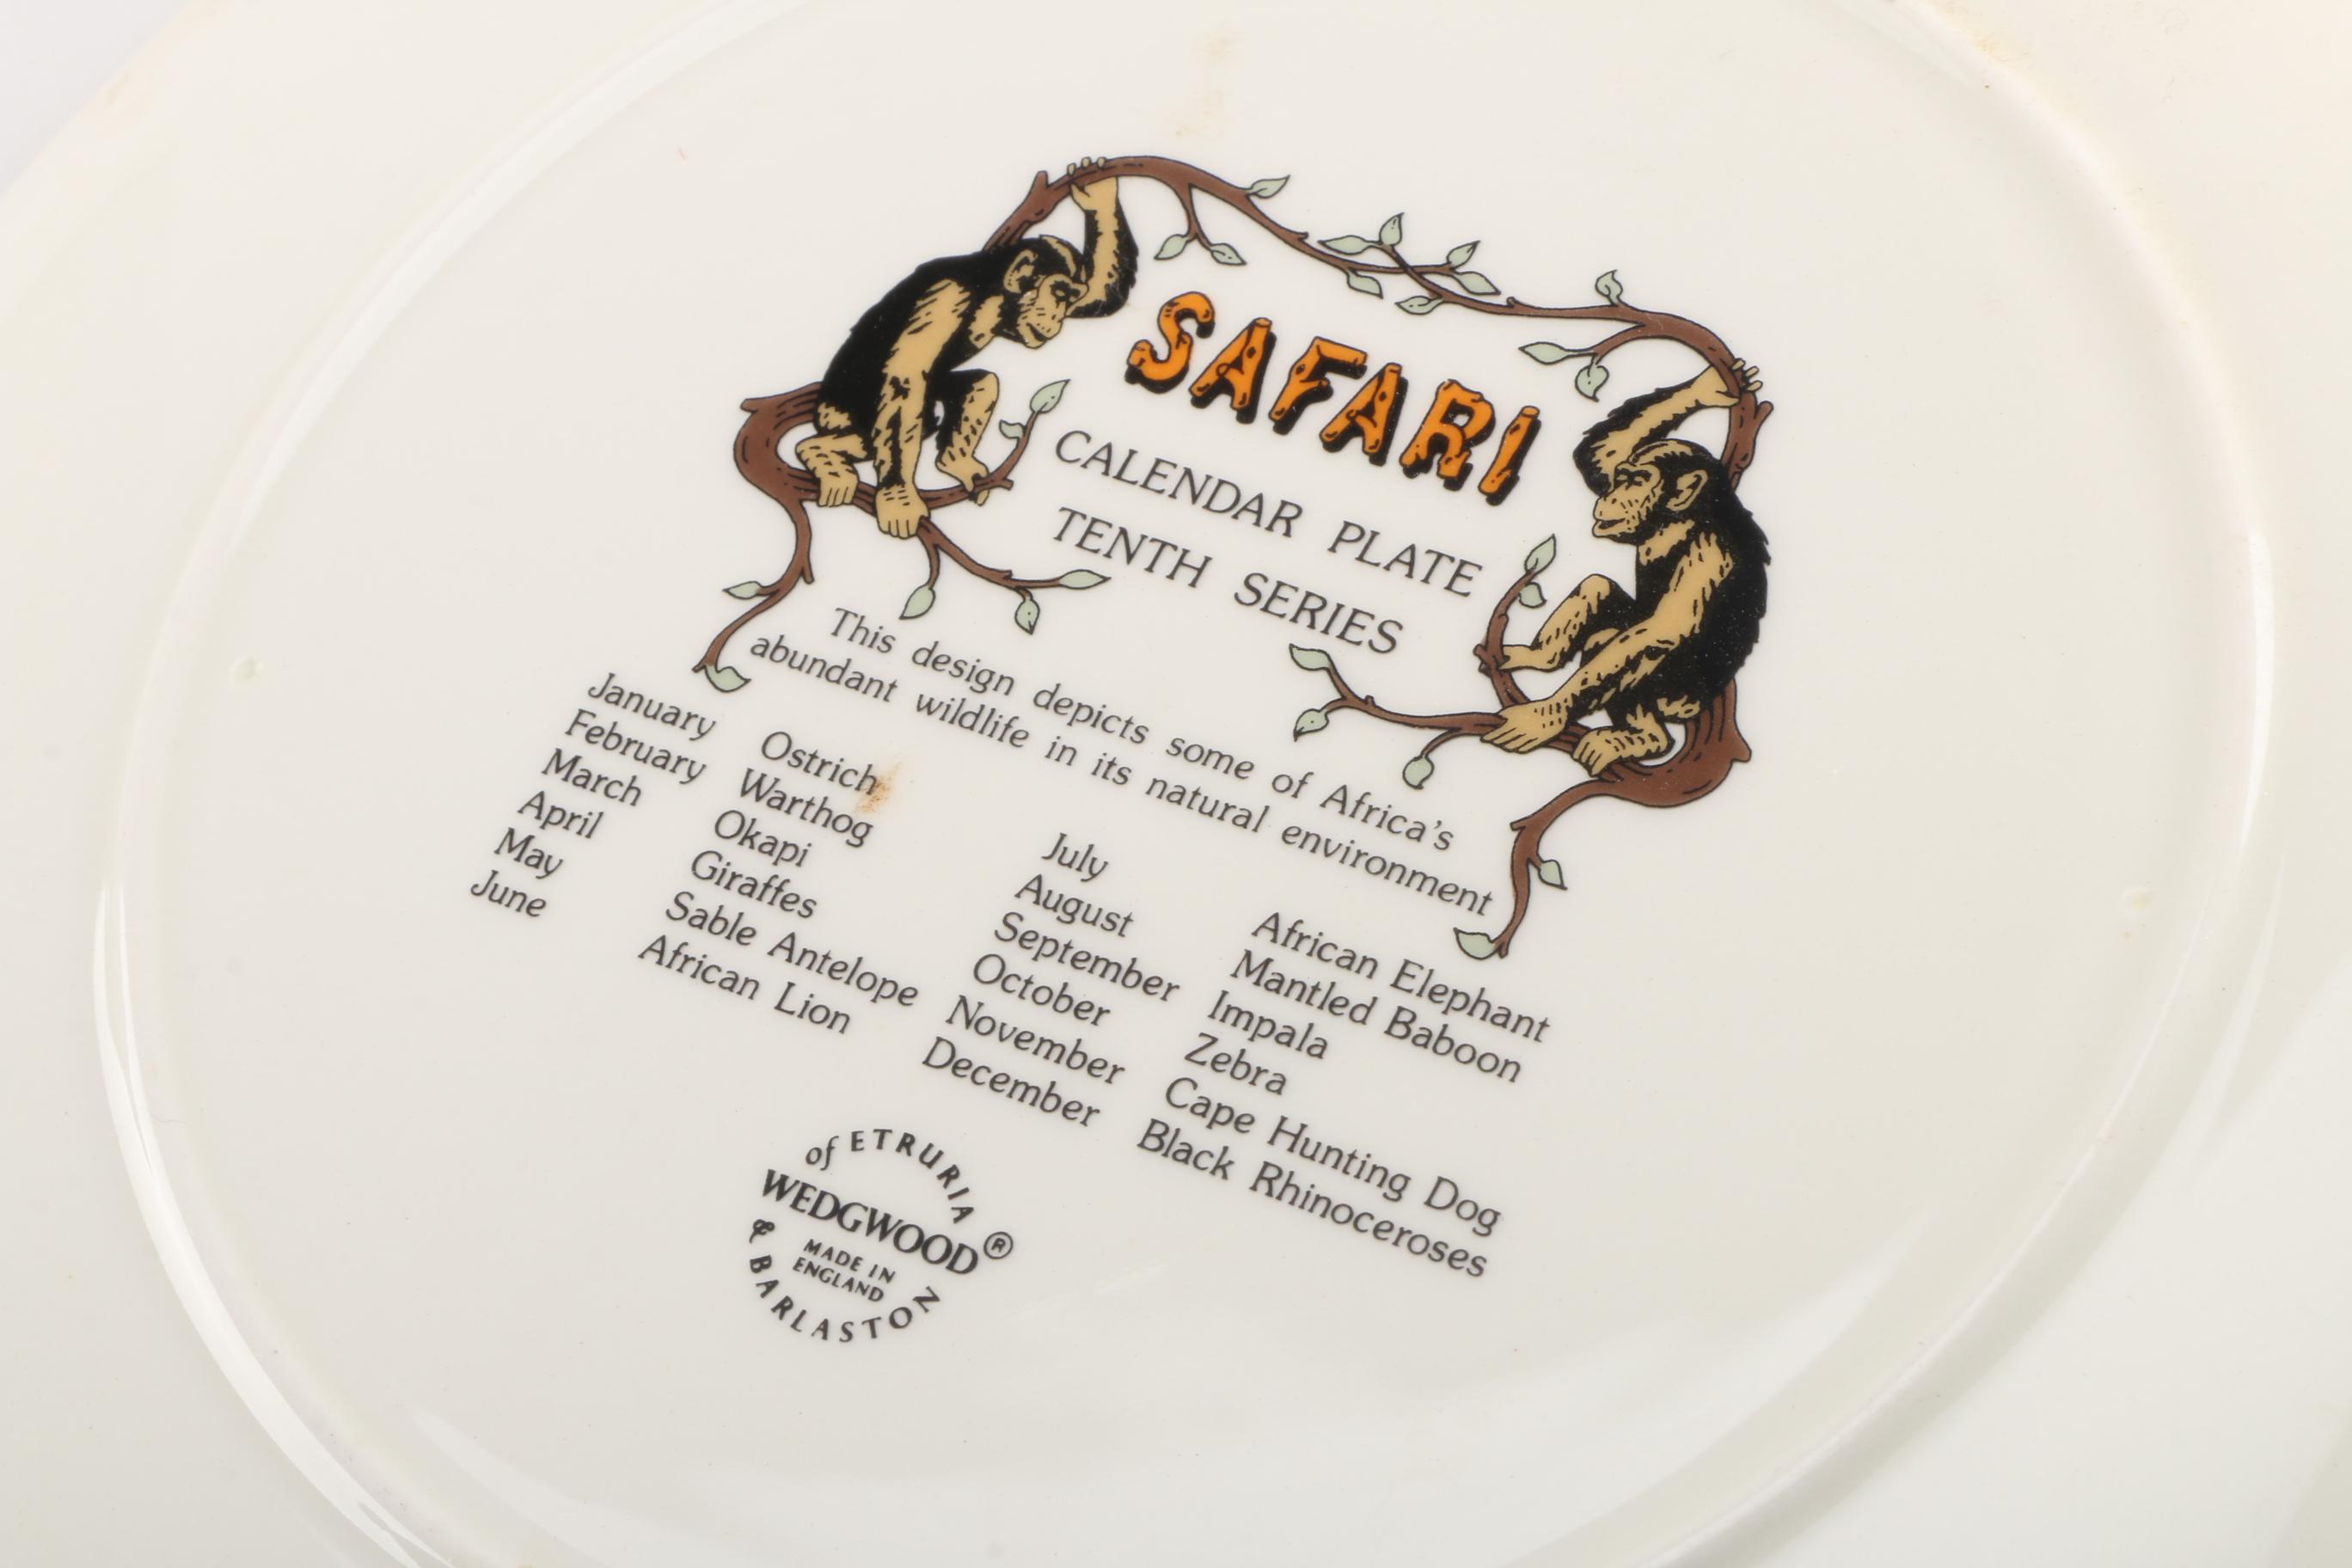 SAFARI
CALENDAR PLATE
TENTH SERIES
This design depicts some of Africa's
abundant wildlife in its natural environment
January Ostrich
February Warthog
March Okapi
April Giraffes
May Sable Antelope
June African Lion
July African Elephant
August Mantled Baboon
September Impala
October Zebra
November Cape Hunting Dog
December Black Rhinoceroses
of ETRURIA
WEDGWOOD®
MADE IN
ENGLAND
& BARLASTON